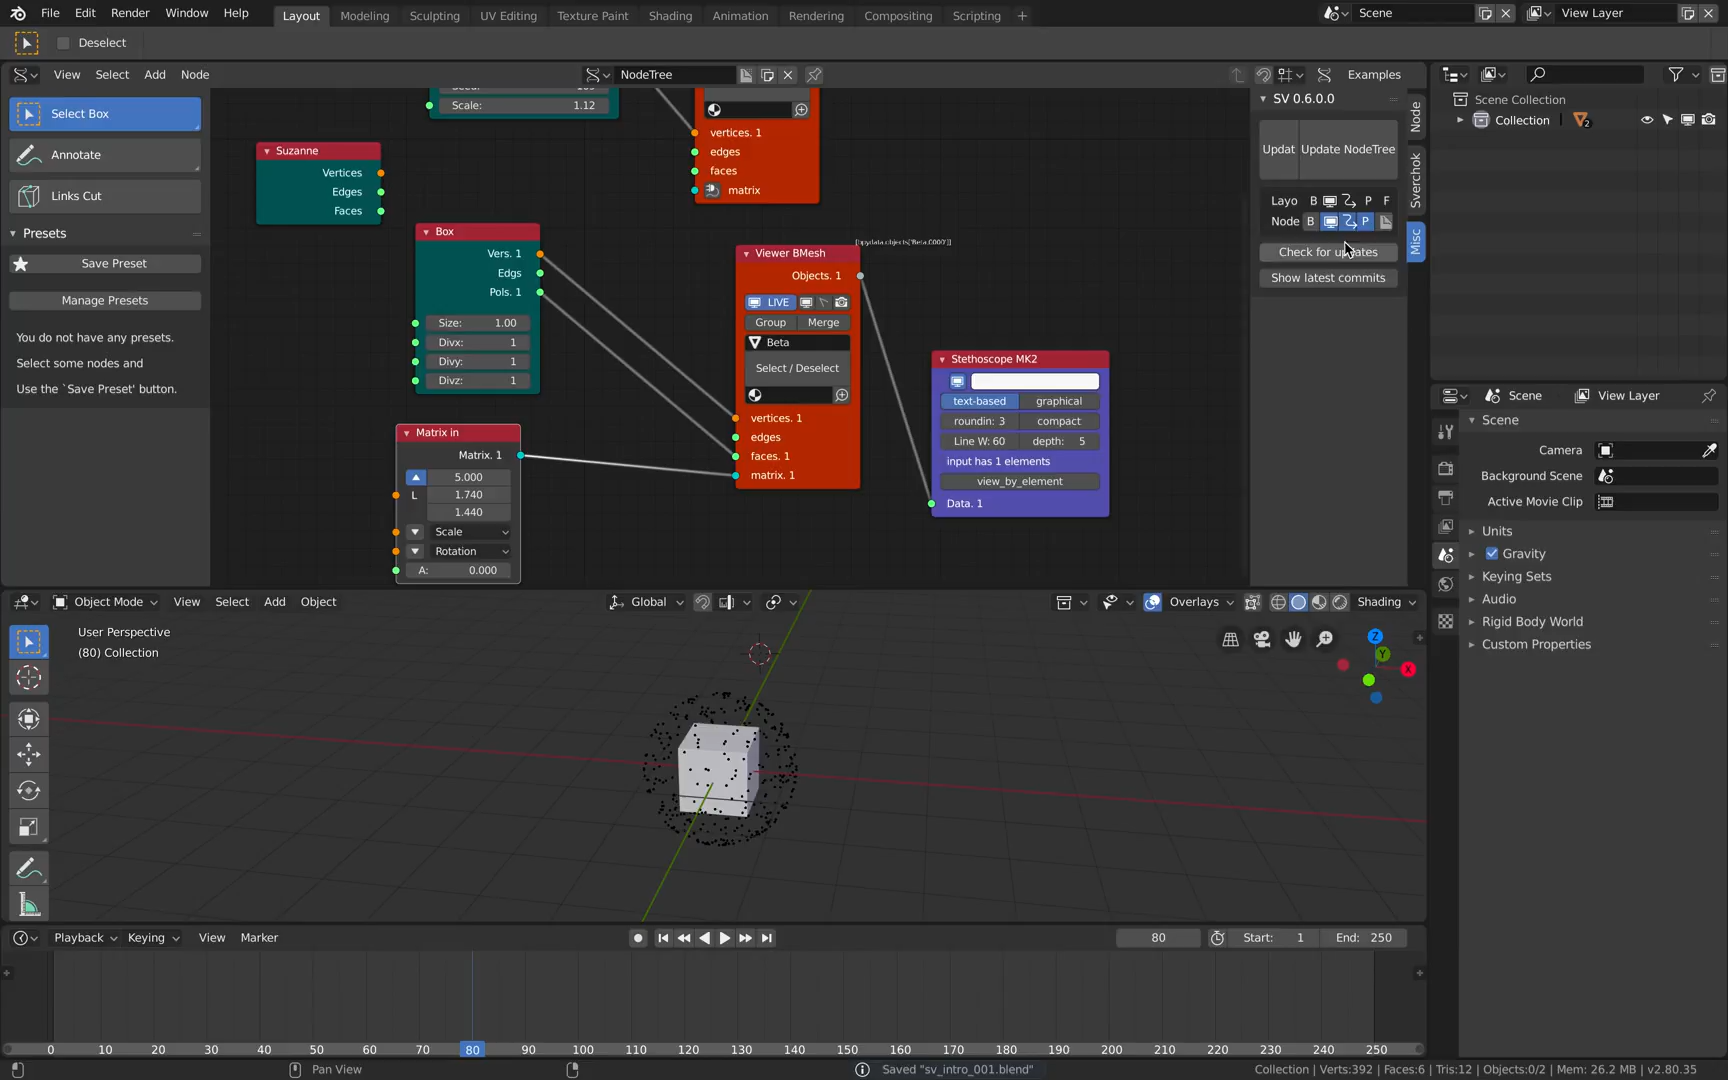 File Edit Render Window Help Layout Modeling Sculpting UV Editing Texture Paint Shading Animation Rendering Compositing Scripting Scene View Layer
Deselect
View Select Add Node NodeTree Examples
Select Box
Annotate
Links Cut
Presets
Save Preset
Manage Presets
You do not have any presets.
Select some nodes and
Use the `Save Preset' button.
Scale: 1.12
Suzanne
Vertices
Edges
Faces
vertices. 1
edges
faces
matrix
Box
Vers. 1
Edgs
Pols. 1
Size: 1.00
Divx: 1
Divy: 1
Divz: 1
Matrix in
Matrix. 1
5.000
L 1.740
1.440
Scale
Rotation
A: 0.000
Viewer BMesh
Objects. 1
LIVE
Group Merge
Beta
Select / Deselect
vertices. 1
edges
faces. 1
matrix. 1
Stethoscope MK2
text-based graphical
roundin: 3 compact
Line W: 60 depth: 5
input has 1 elements
view_by_element
Data. 1
SV 0.6.0.0
Updat Update NodeTree
Layo B P F
Node B P
Check for updates
Show latest commits
Node
Sverchok
Misc
Scene Collection
Collection 2
Scene View Layer
Scene
Camera
Background Scene
Active Movie Clip
Units
Gravity
Keying Sets
Audio
Rigid Body World
Custom Properties
Object Mode View Select Add Object Global Overlays Shading
User Perspective
(80) Collection
Z
Y
X
Playback Keying View Marker 80 Start: 1 End: 250
0 10 20 30 40 50 60 70 80 90 100 110 120 130 140 150 160 170 180 190 200 210 220 230 240 250
Pan View Saved "sv_intro_001.blend" Collection | Verts:392 | Faces:6 | Tris:12 | Objects:0/2 | Mem: 26.2 MB | v2.80.35